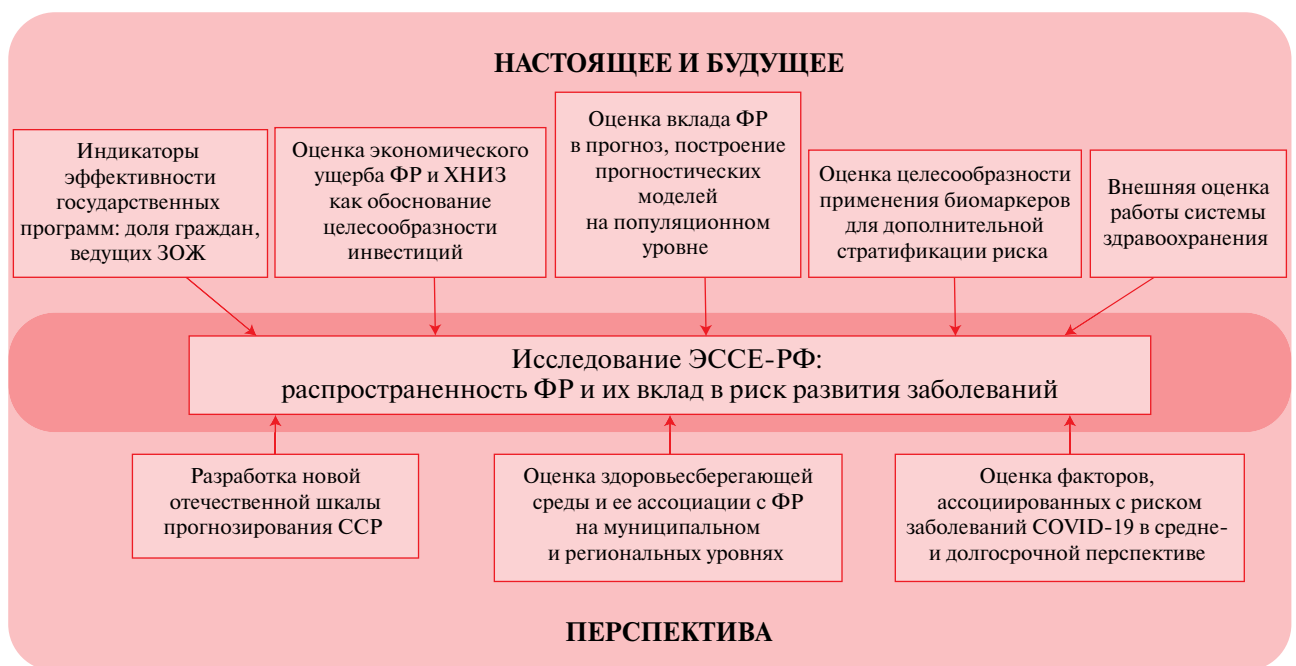 НАСТОЯЩЕЕ И БУДУЩЕЕ
Индикаторы
эффективности
государственных
программ: доля граждан,
ведущих ЗОЖ
Оценка экономического
ущерба ФР и ХНИЗ
как обоснование
целесообразности
инвестиций
Оценка вклада ФР
в прогноз, построение
прогностических
моделей
на популяционном
уровне
Оценка целесообразности
применения биомаркеров
для дополнительной
стратификации риска
Внешняя оценка
работы системы
здравоохранения
Исследование ЭССЕ-РФ:
распространенность ФР и их вклад в риск развития заболеваний
Разработка новой
отечественной шкалы
прогнозирования ССР
Оценка здоровьесберегающей
среды и ее ассоциации с ФР
на муниципальном
и региональных уровнях
Оценка факторов,
ассоциированных с риском
заболеваний COVID-19 в средне-
и долгосрочной перспективе
ПЕРСПЕКТИВА